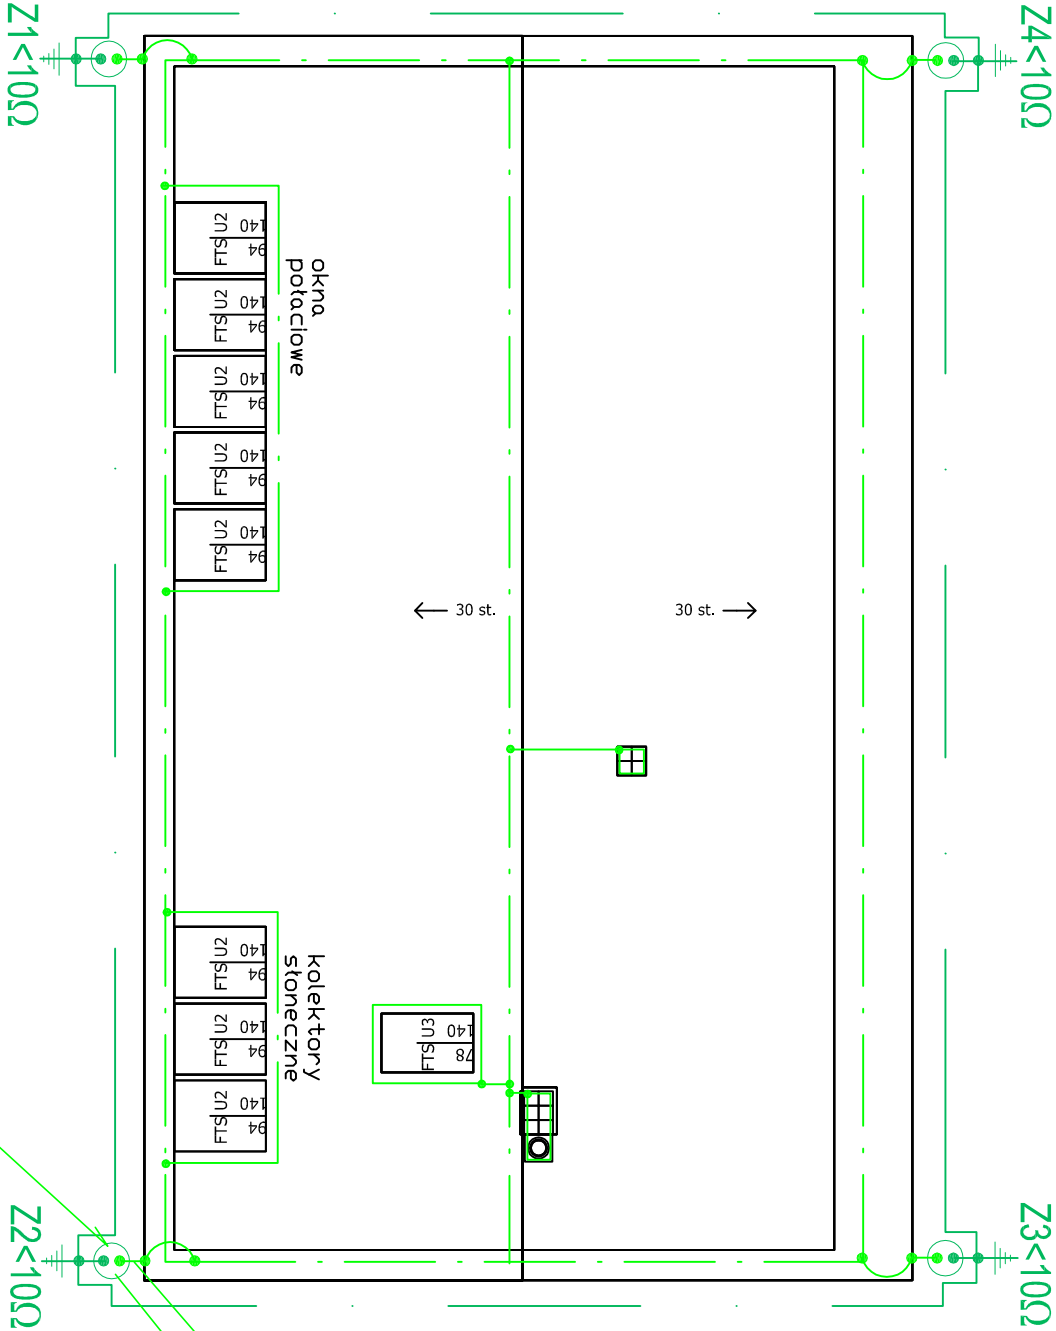 Z1<10Ω
Z4<10Ω
FTS U2
140
94
okna
połaciowe
FTS U2
140
94
FTS U2
140
94
FTS U2
140
94
FTS U2
140
94
30 st.
30 st.
FTS U2
140
94
kolektory
słoneczne
FTS U2
140
94
FTS U3
140
78
FTS U2
140
94
Z2<10Ω
Z3<10Ω